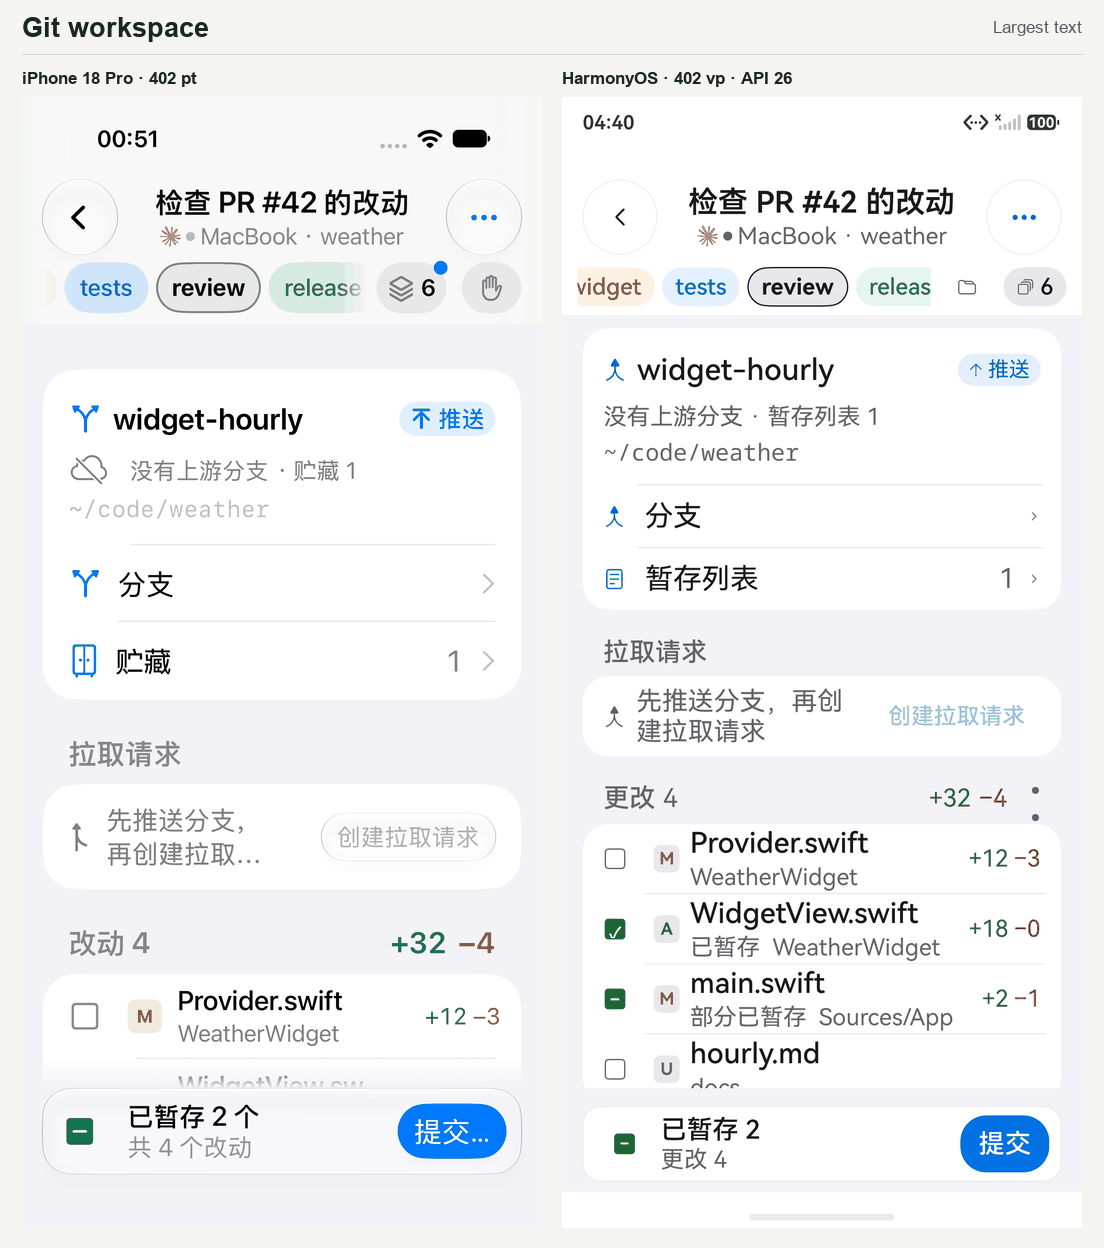 Git workspace
Largest text
iPhone 18 Pro · 402 pt
00:51
检查 PR #42 的改动
MacBook · weather
tests
review
release
6
widget-hourly
推送
没有上游分支 · 贮藏 1
~/code/weather
分支
贮藏
1
拉取请求
先推送分支，
再创建拉取…
创建拉取请求
改动 4
+32 −4
M
Provider.swift
WeatherWidget
+12 −3
WidgetView.sw
已暂存 2 个
共 4 个改动
提交...
HarmonyOS · 402 vp · API 26
04:40
100
检查 PR #42 的改动
MacBook · weather
widget
tests
review
releas
6
widget-hourly
推送
没有上游分支 · 暂存列表 1
~/code/weather
分支
暂存列表
1
拉取请求
先推送分支，再创
建拉取请求
创建拉取请求
更改 4
+32 −4
M
Provider.swift
WeatherWidget
+12 −3
A
WidgetView.swift
已暂存 WeatherWidget
+18 −0
M
main.swift
部分已暂存 Sources/App
+2 −1
U
hourly.md
docs
已暂存 2
更改 4
提交